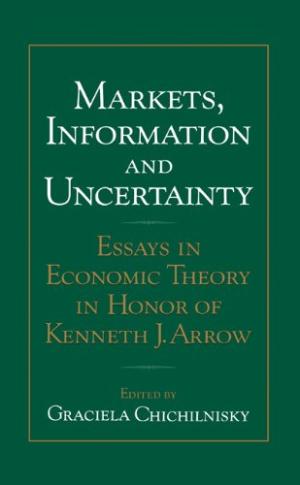 Markets,
Information
and
Uncertainty
Essays in
Economic Theory
in Honor of
Kenneth J. Arrow
Edited by
Graciela Chichilnisky